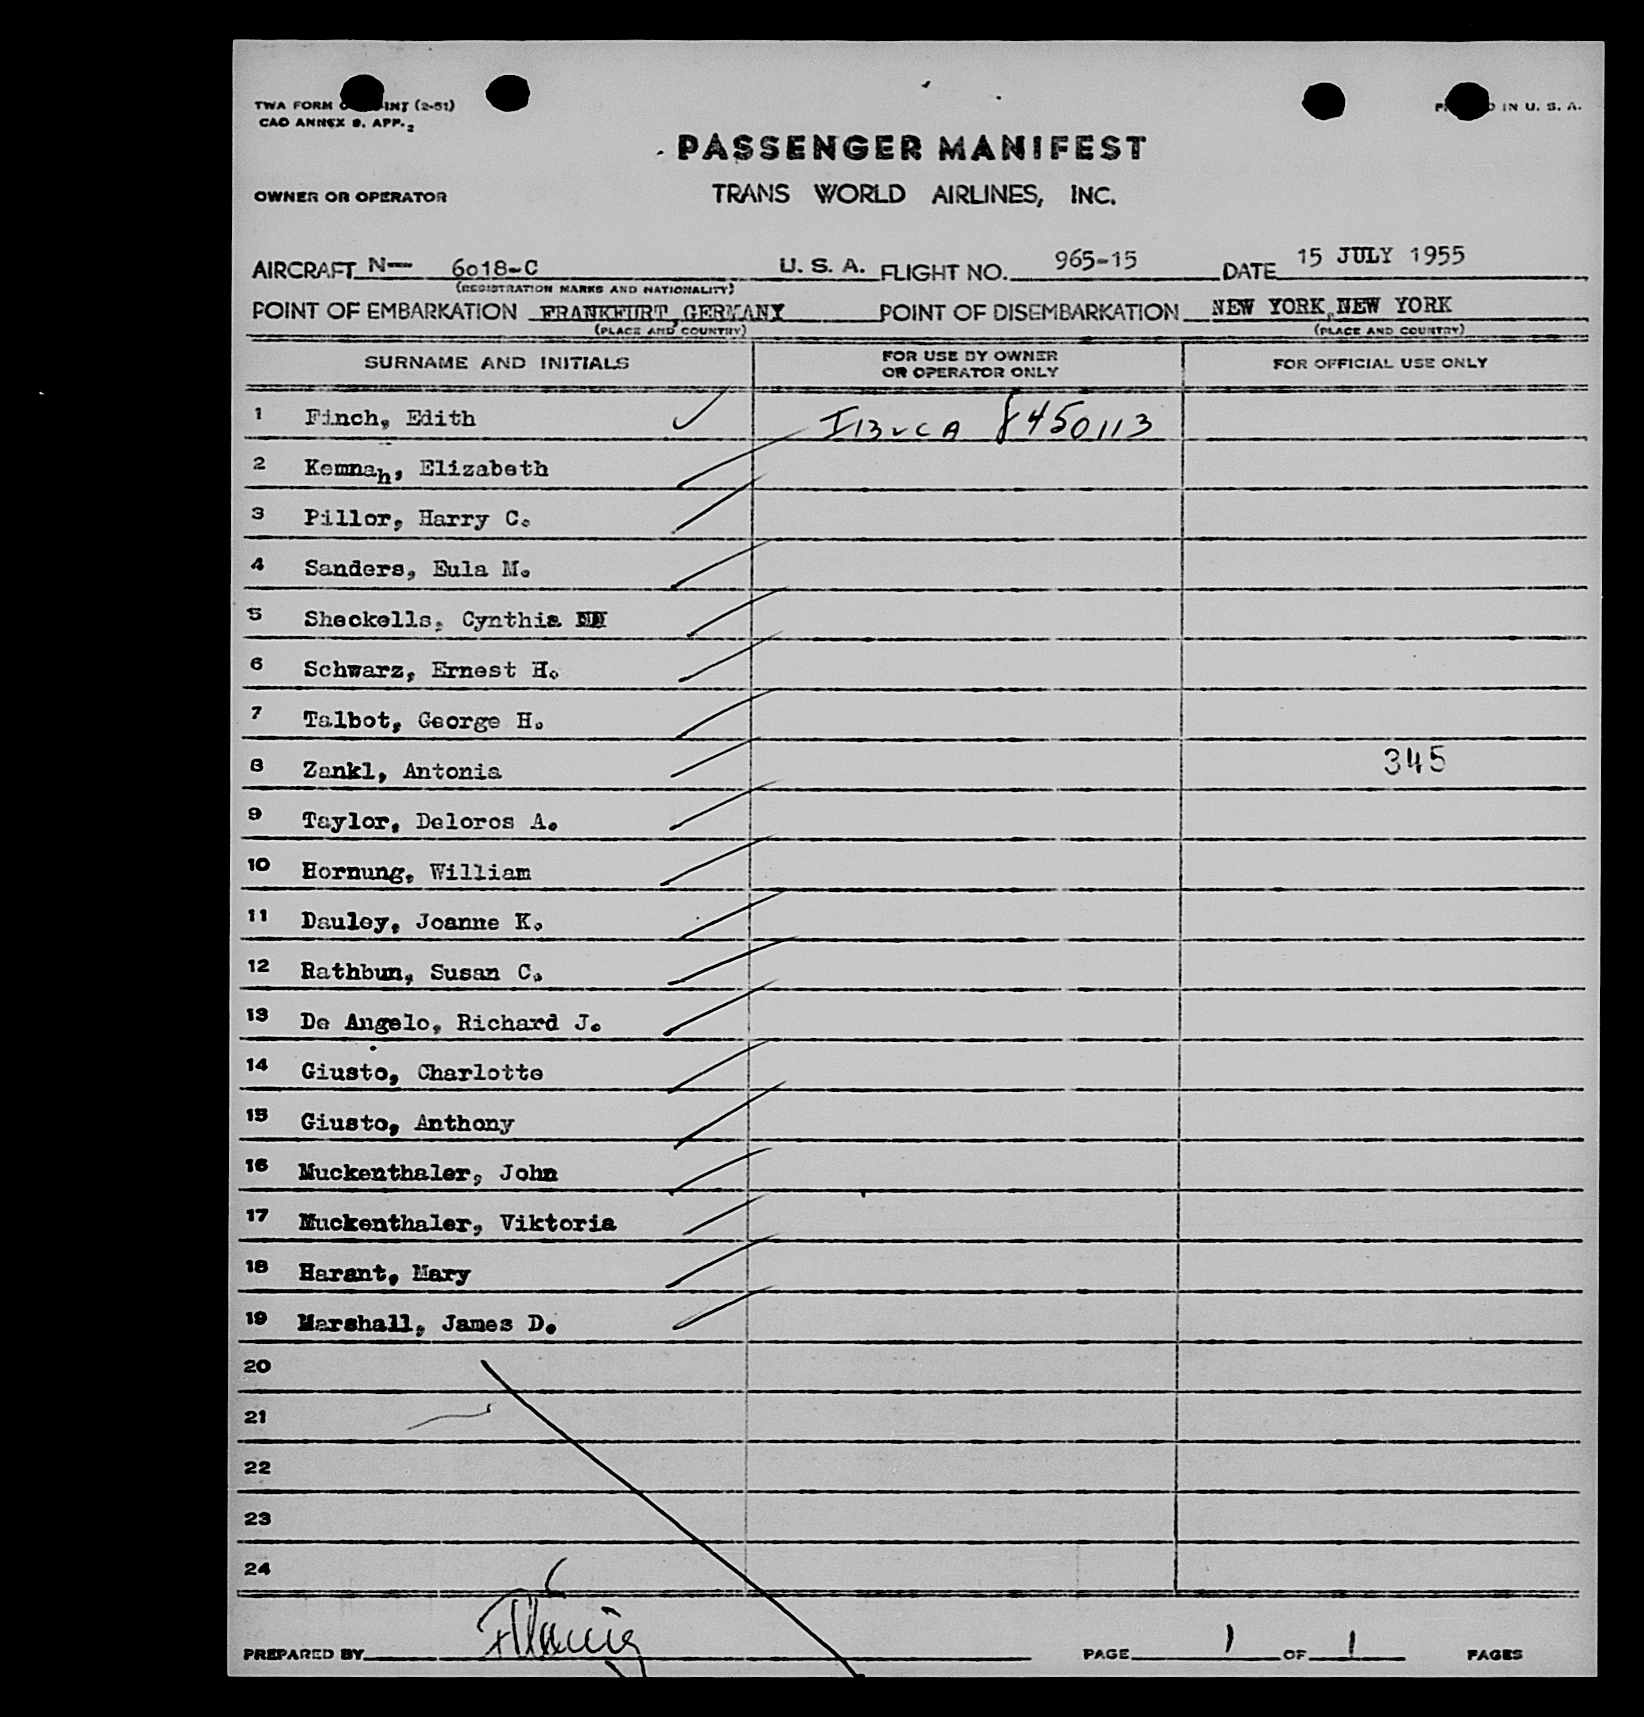 TWA FORM INT (2-51)
CAO ANNEX 9. APP. 2
IN U. S. A.
PASSENGER MANIFEST
OWNER OR OPERATOR
TRANS WORLD AIRLINES, INC.
AIRCRAFT N-- 6018-C U. S. A. FLIGHT NO. 965-15 DATE 15 JULY 1955
(REGISTRATION MARKS AND NATIONALITY)
POINT OF EMBARKATION FRANKFURT, GERMANY POINT OF DISEMBARKATION NEW YORK, NEW YORK
(PLACE AND COUNTRY) (PLACE AND COUNTRY)
SURNAME AND INITIALS FOR USE BY OWNER OR OPERATOR ONLY FOR OFFICIAL USE ONLY
1 Finch, Edith 8450113
2 Kemnah, Elizabeth
3 Pillor, Harry C.
4 Sanders, Eula M.
5 Sheckells, Cynthia
6 Schwarz, Ernest H.
7 Talbot, George H.
8 Zankl, Antonia 345
9 Taylor, Deloros A.
10 Hornung, William
11 Dauley, Joanne K.
12 Rathbun, Susan C.
13 De Angelo, Richard J.
14 Giusto, Charlotte
15 Giusto, Anthony
16 Muckenthaler, John
17 Muckenthaler, Viktoria
18 Harant, Mary
19 Marshall, James D.
20
21
22
23
24
PREPARED BY PAGE 1 OF 1 PAGES